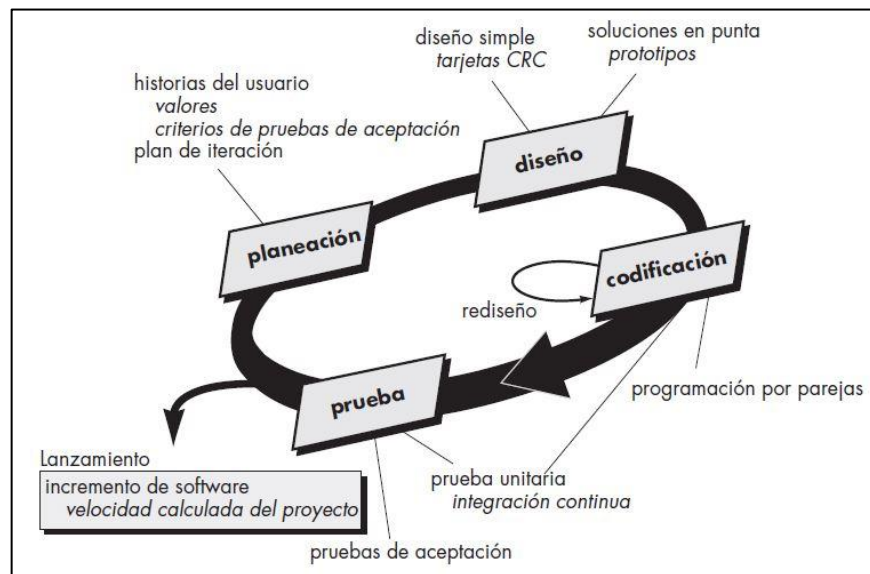 diseño simple
tarjetas CRC
soluciones en punta
prototipos
historias del usuario
valores
criterios de pruebas de aceptación
plan de iteración
diseño
planeación
codificación
rediseño
prueba
programación por parejas
Lanzamiento
incremento de software
velocidad calculada del proyecto
prueba unitaria
integración continua
pruebas de aceptación